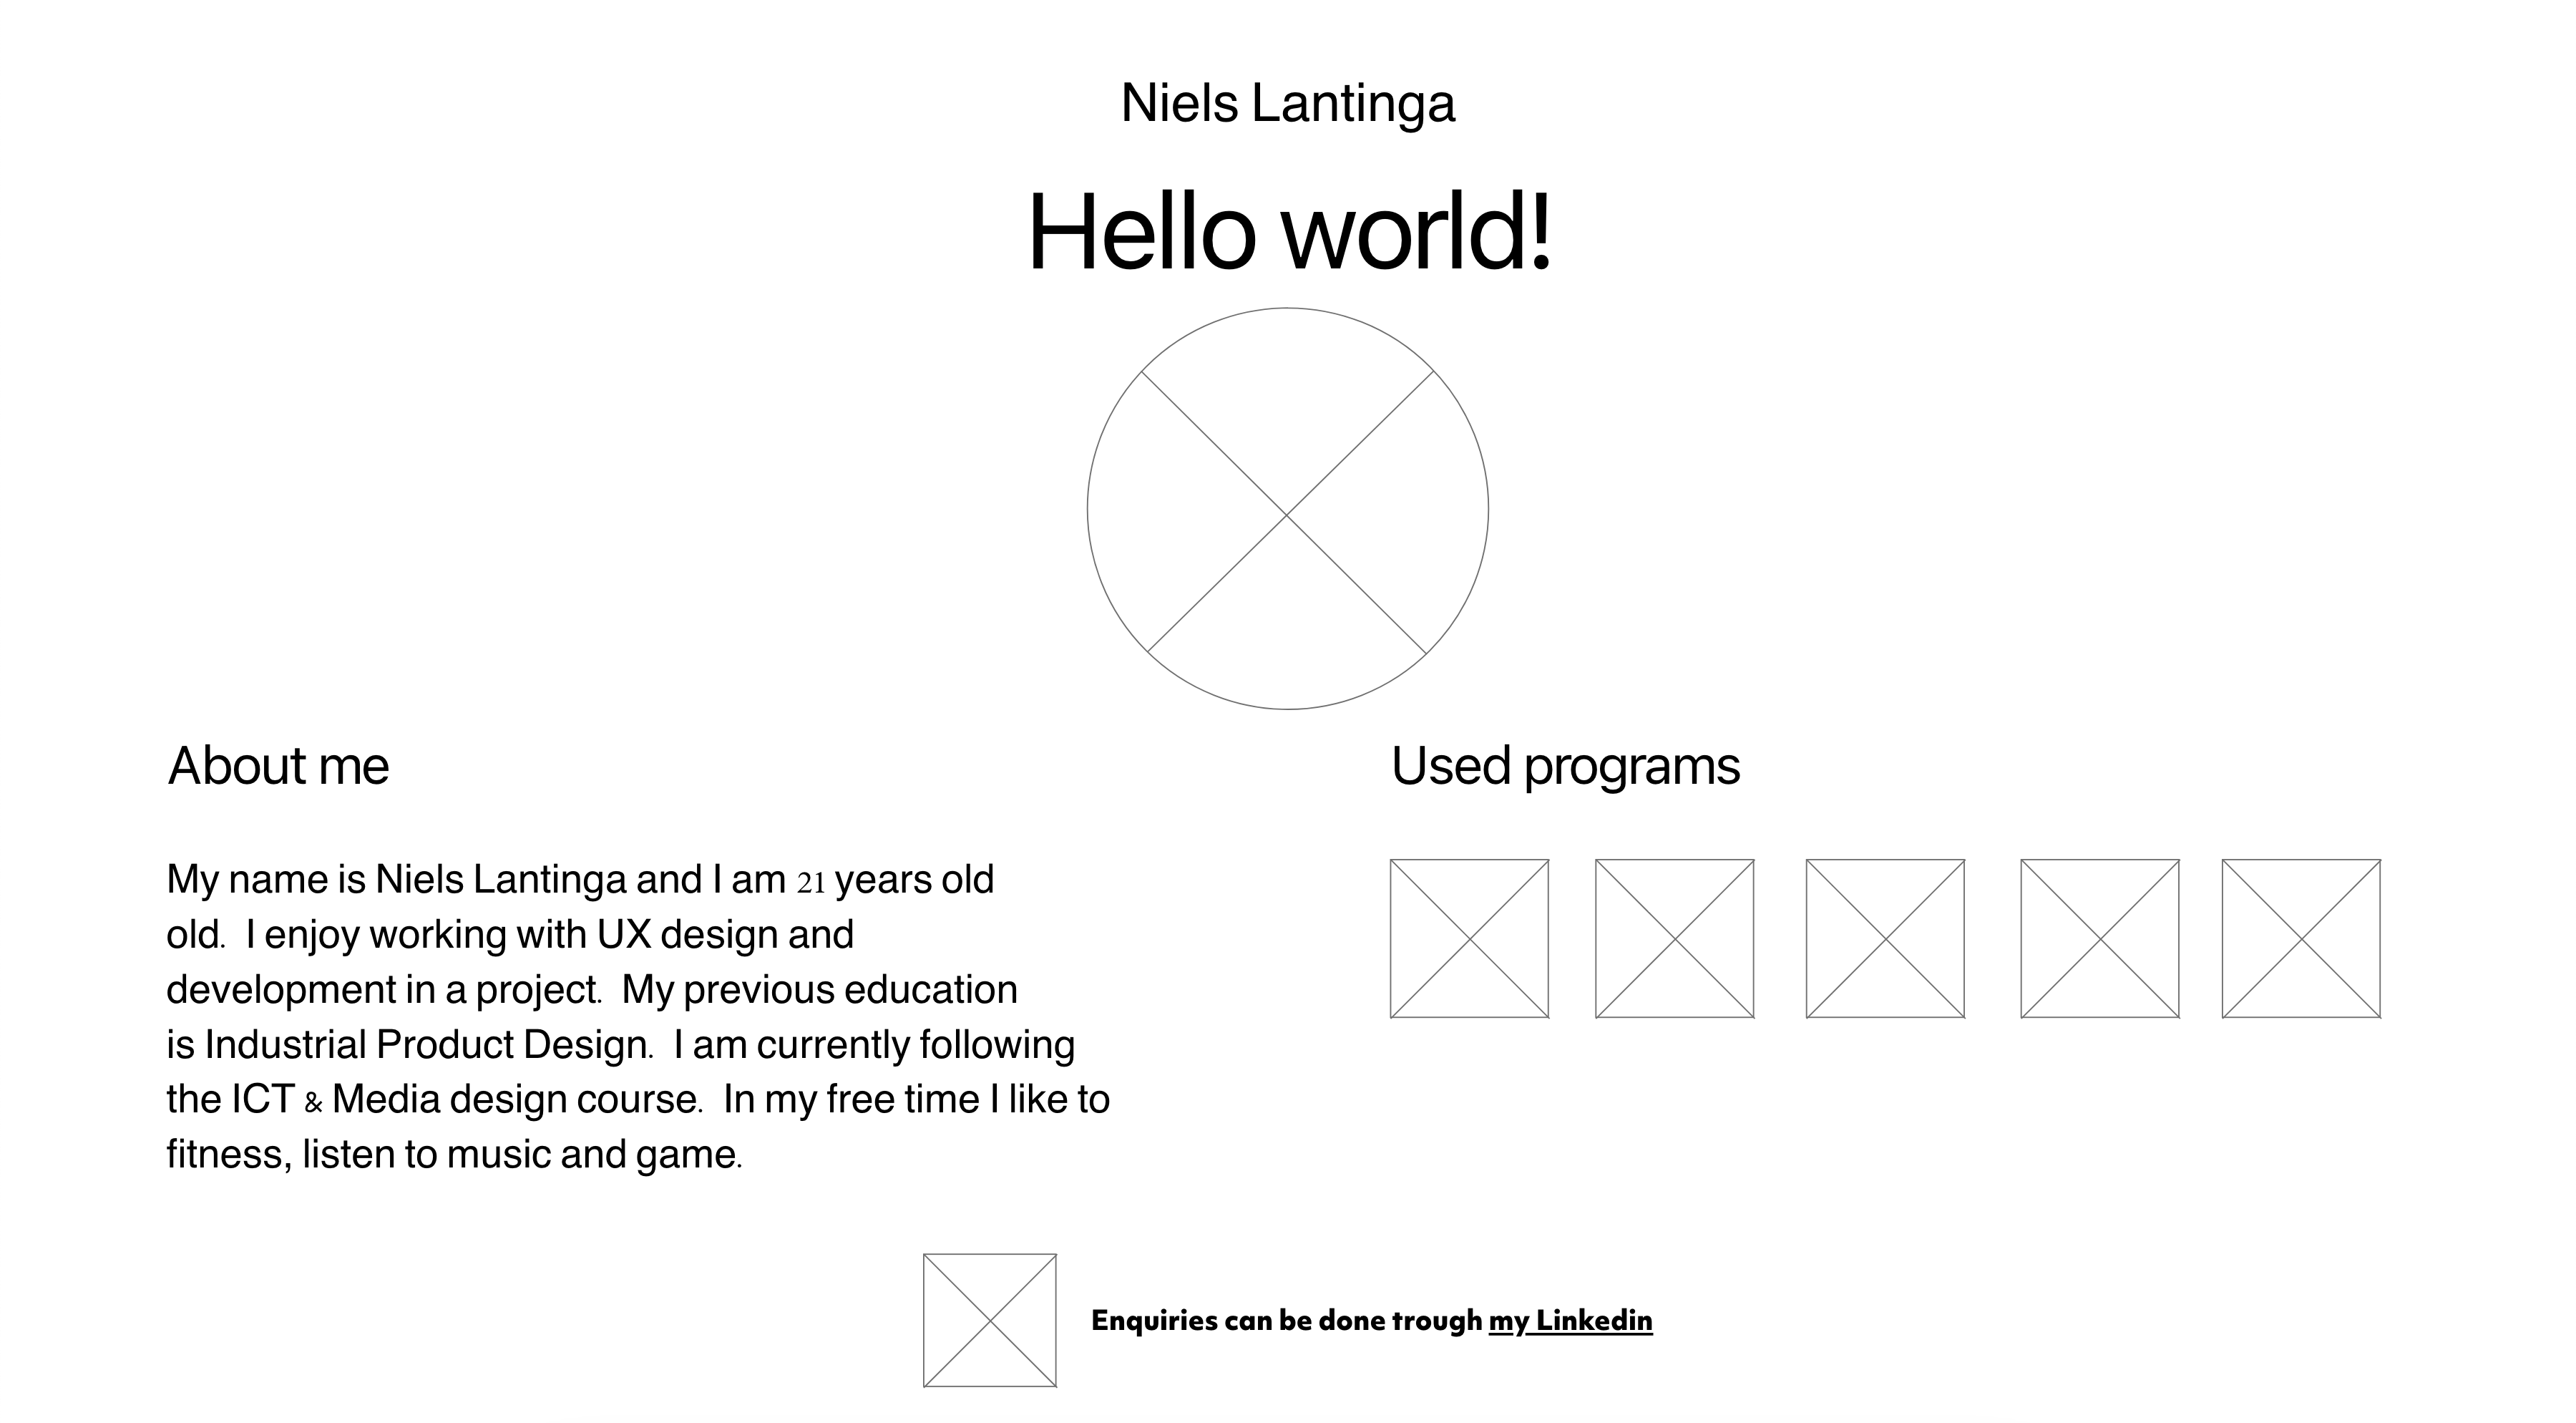 Niels Lantinga
Hello world!
About me
My name is Niels Lantinga and I am 21 years old
old.  I enjoy working with UX design and
development in a project.  My previous education
is Industrial Product Design.  I am currently following
the ICT & Media design course.  In my free time I like to
fitness, listen to music and game.
Used programs
Enquiries can be done trough my Linkedin